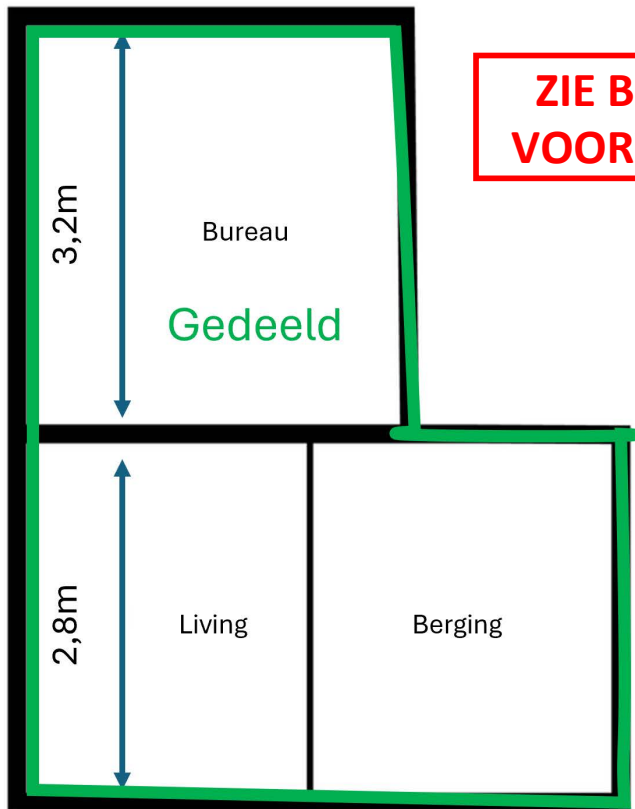 ZIE B
VOOR
3,2m
Bureau
Gedeeld
2,8m
Living
Berging